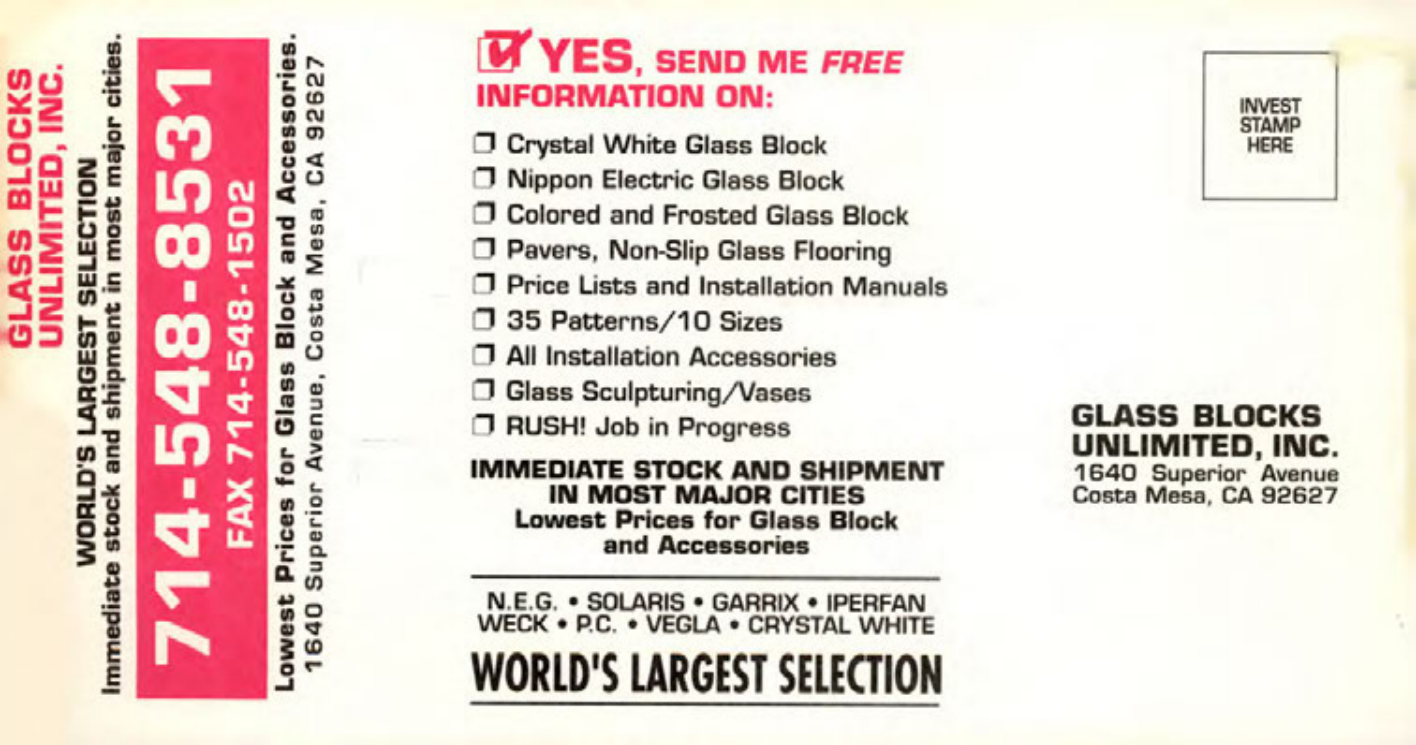 GLASS BLOCKS
UNLIMITED, INC.
WORLD'S LARGEST SELECTION
Immediate stock and shipment in most major cities.
714-548-8531
FAX 714-548-1502
Lowest Prices for Glass Block and Accessories.
1640 Superior Avenue, Costa Mesa, CA 92627
YES, SEND ME FREE
INFORMATION ON:
Crystal White Glass Block
Nippon Electric Glass Block
Colored and Frosted Glass Block
Pavers, Non-Slip Glass Flooring
Price Lists and Installation Manuals
35 Patterns/10 Sizes
All Installation Accessories
Glass Sculpturing/Vases
RUSH! Job in Progress
IMMEDIATE STOCK AND SHIPMENT
IN MOST MAJOR CITIES
Lowest Prices for Glass Block
and Accessories
N.E.G. • SOLARIS • GARRIX • IPERFAN
WECK • P.C. • VEGLA • CRYSTAL WHITE
WORLD'S LARGEST SELECTION
INVEST
STAMP
HERE
GLASS BLOCKS
UNLIMITED, INC.
1640 Superior Avenue
Costa Mesa, CA 92627